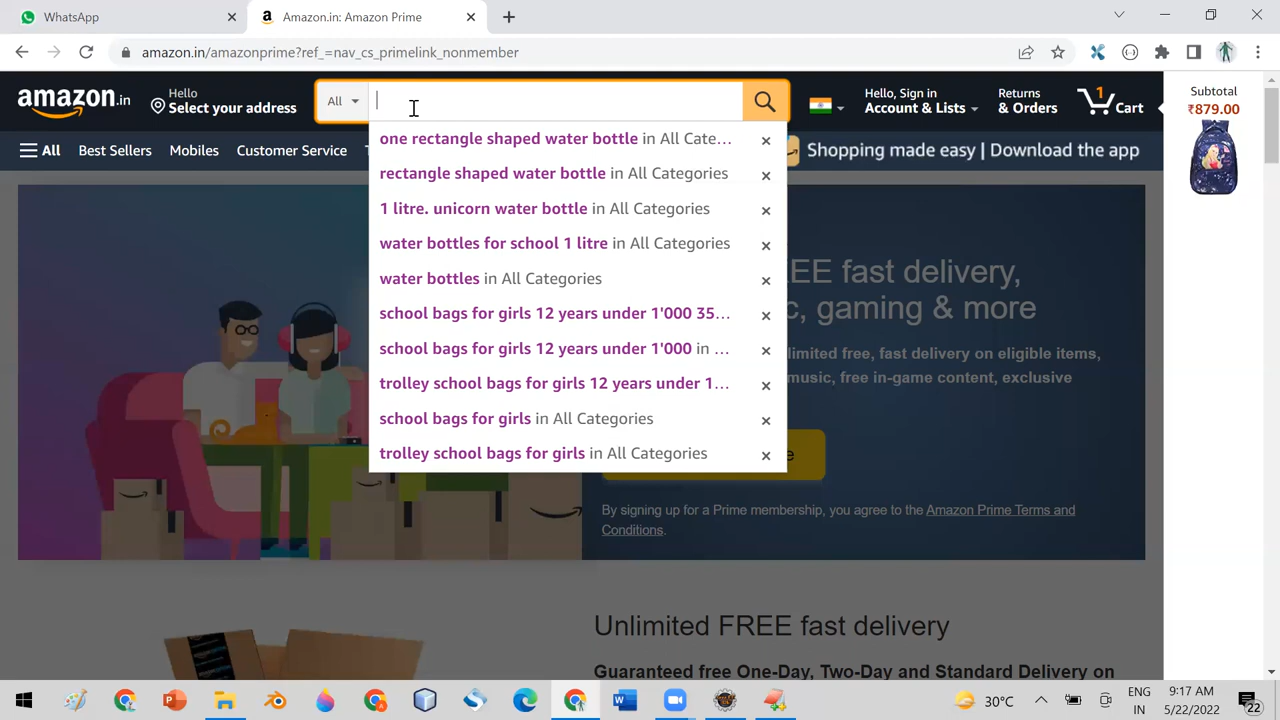 WhatsApp
Amazon.in: Amazon Prime
amazon.in/amazonprime?ref_=nav_cs_primelink_nonmember
amazon.in
Hello
Select your address
All
Hello, Sign in
Account & Lists
Returns
& Orders
1
Cart
Subtotal
₹879.00
All
Best Sellers
Mobiles
Customer Service
Shopping made easy | Download the app
one rectangle shaped water bottle in All Cate...
rectangle shaped water bottle in All Categories
1 litre. unicorn water bottle in All Categories
water bottles for school 1 litre in All Categories
water bottles in All Categories
school bags for girls 12 years under 1'000 35...
school bags for girls 12 years under 1'000 in ...
trolley school bags for girls 12 years under 1...
school bags for girls in All Categories
trolley school bags for girls in All Categories
fast delivery,
gaming & more
free, fast delivery on eligible items,
music, free in-game content, exclusive
By signing up for a Prime membership, you agree to the Amazon Prime Terms and
Conditions.
Unlimited FREE fast delivery
Guaranteed free One-Day, Two-Day and Standard Delivery on
30°C
ENG
IN
9:17 AM
5/22/2022
22